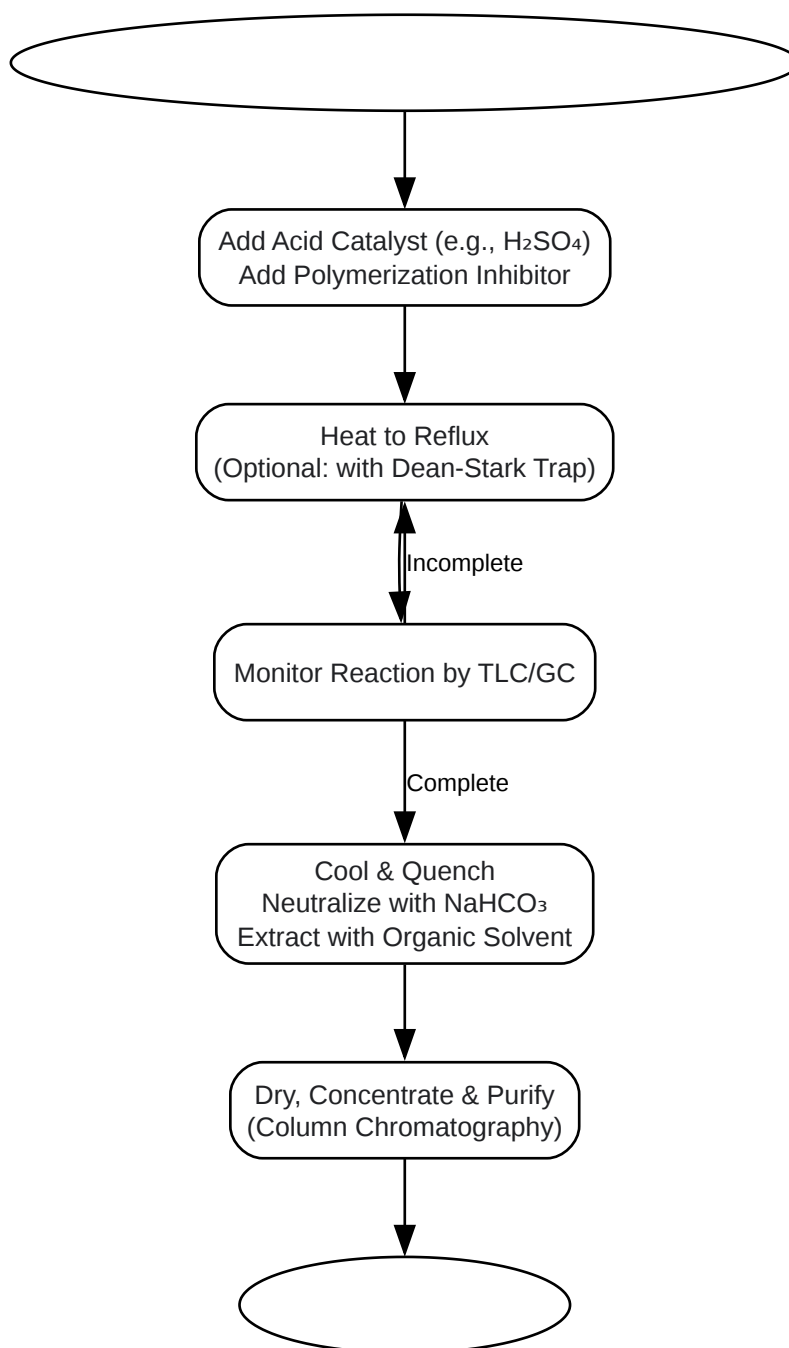 Add Acid Catalyst (e.g., H₂SO₄)
Add Polymerization Inhibitor
Heat to Reflux
(Optional: with Dean-Stark Trap)
Incomplete
Monitor Reaction by TLC/GC
Complete
Cool & Quench
Neutralize with NaHCO₃
Extract with Organic Solvent
Dry, Concentrate & Purify
(Column Chromatography)